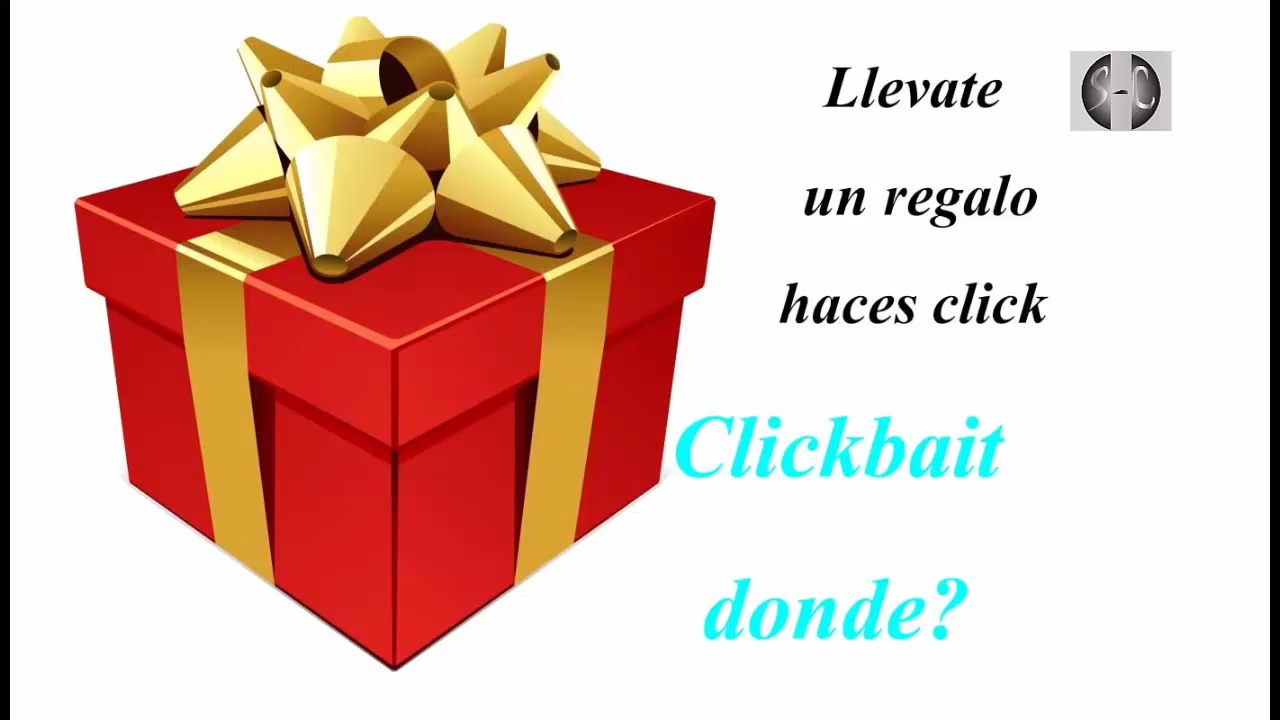 Llevate
S-C
un regalo
haces click
Clickbait
donde?